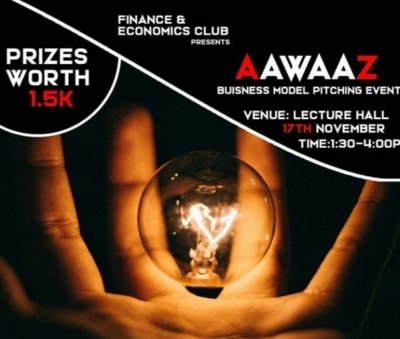 FINANCE &
ECONOMICS CLUB
PRESENTS
PRIZES
WORTH
1.5K
AAWAAZ
BUISNESS MODEL PITCHING EVENT
VENUE: LECTURE HALL
17TH NOVEMBER
TIME:1:30-4:00P